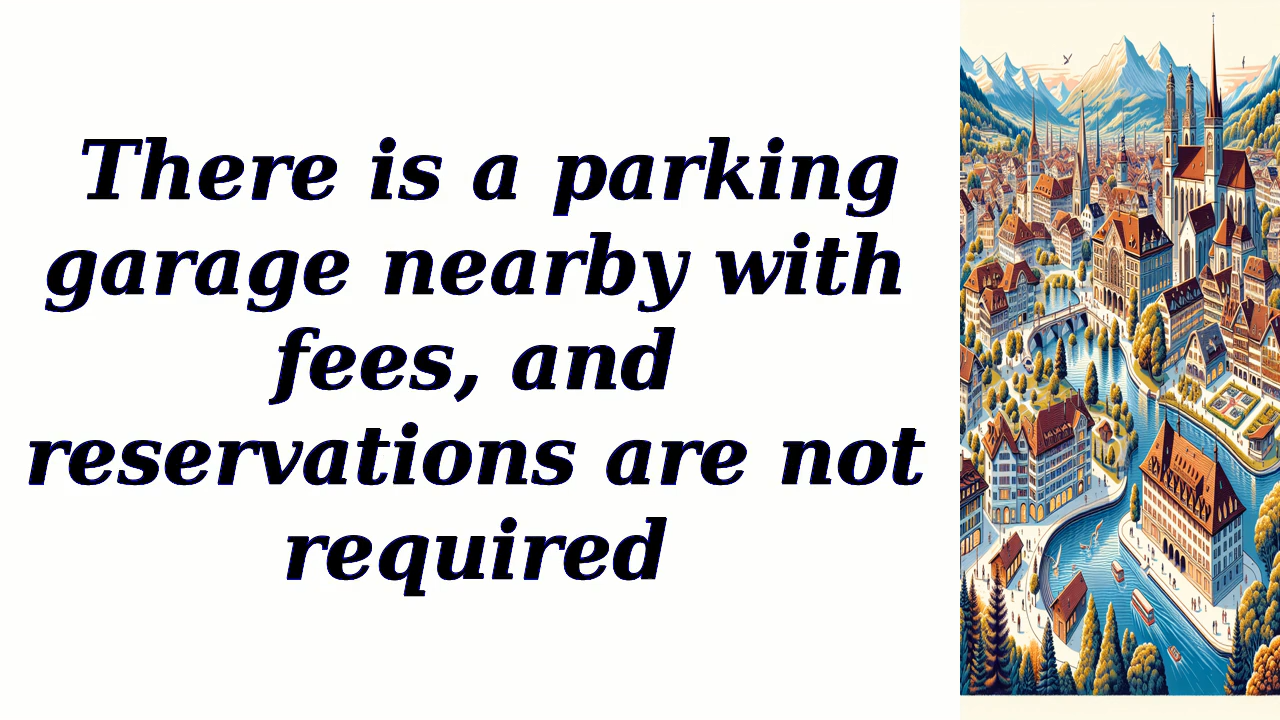 There is a parking
garage nearby with
fees, and
reservations are not
required